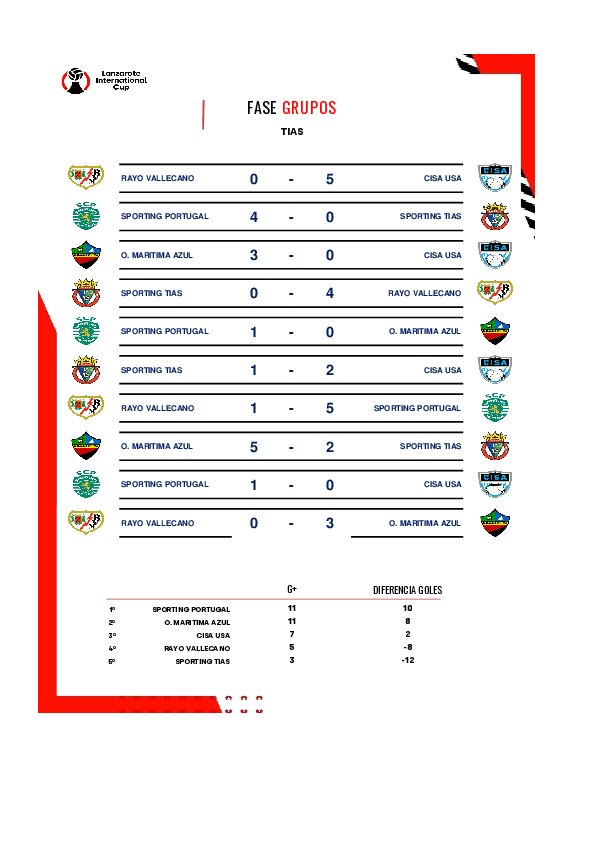 Lanzarote
International
Cup
FASE GRUPOS
TIAS
RAYO VALLECANO 0 - 5 CISA USA
SPORTING PORTUGAL 4 - 0 SPORTING TIAS
O. MARITIMA AZUL 3 - 0 CISA USA
SPORTING TIAS 0 - 4 RAYO VALLECANO
SPORTING PORTUGAL 1 - 0 O. MARITIMA AZUL
SPORTING TIAS 1 - 2 CISA USA
RAYO VALLECANO 1 - 5 SPORTING PORTUGAL
O. MARITIMA AZUL 5 - 2 SPORTING TIAS
SPORTING PORTUGAL 1 - 0 CISA USA
RAYO VALLECANO 0 - 3 O. MARITIMA AZUL
G+ DIFERENCIA GOLES
1º SPORTING PORTUGAL 11 10
2º O. MARITIMA AZUL 11 8
3º CISA USA 7 2
4º RAYO VALLECANO 5 -8
5º SPORTING TIAS 3 -12